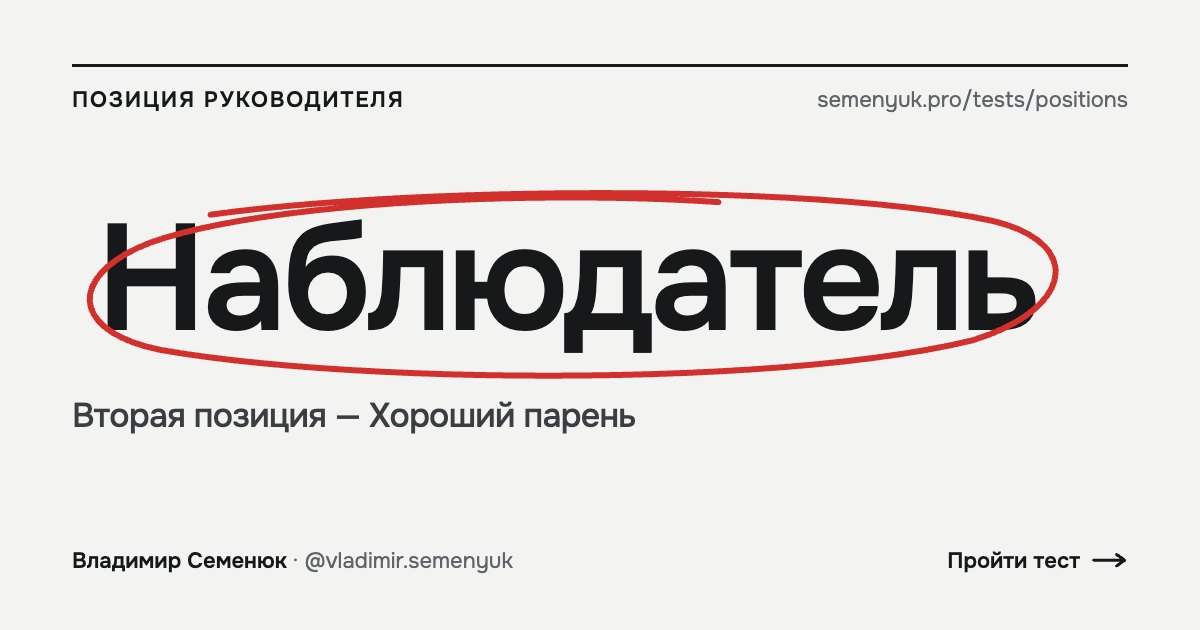 ПОЗИЦИЯ РУКОВОДИТЕЛЯ
semenyuk.pro/tests/positions
Наблюдатель
Вторая позиция — Хороший парень
Владимир Семенюк · @vladimir.semenyuk
Пройти тест →